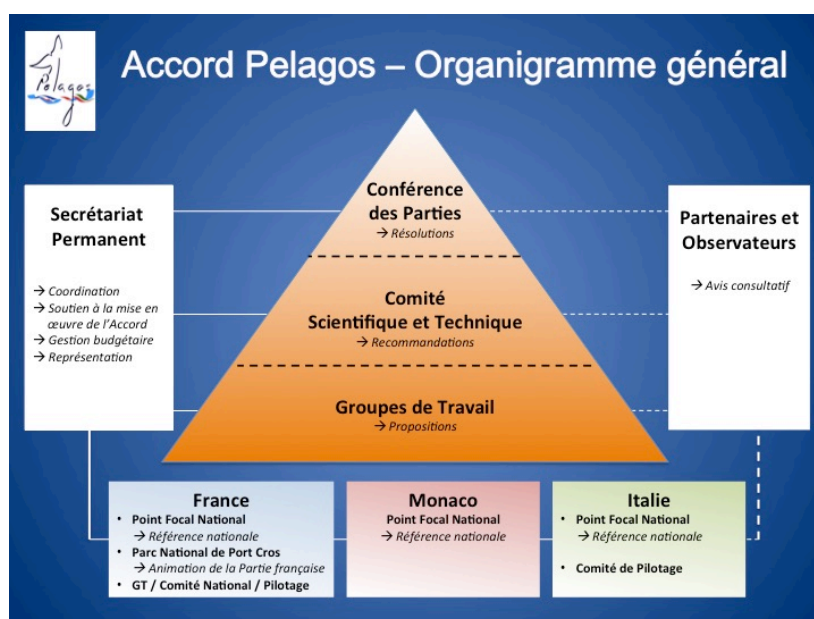 Pelagos
Accord Pelagos – Organigramme général
Secrétariat
Permanent
→ Coordination
→ Soutien à la mise en
œuvre de l’Accord
→ Gestion budgétaire
→ Représentation
Conférence
des Parties
→ Résolutions
Comité
Scientifique et Technique
→ Recommandations
Groupes de Travail
→ Propositions
Partenaires et
Observateurs
→ Avis consultatif
France
• Point Focal National
→ Référence nationale
• Parc National de Port Cros
→ Animation de la Partie française
• GT / Comité National / Pilotage
Monaco
Point Focal National
→ Référence nationale
Italie
• Point Focal National
→ Référence nationale
• Comité de Pilotage